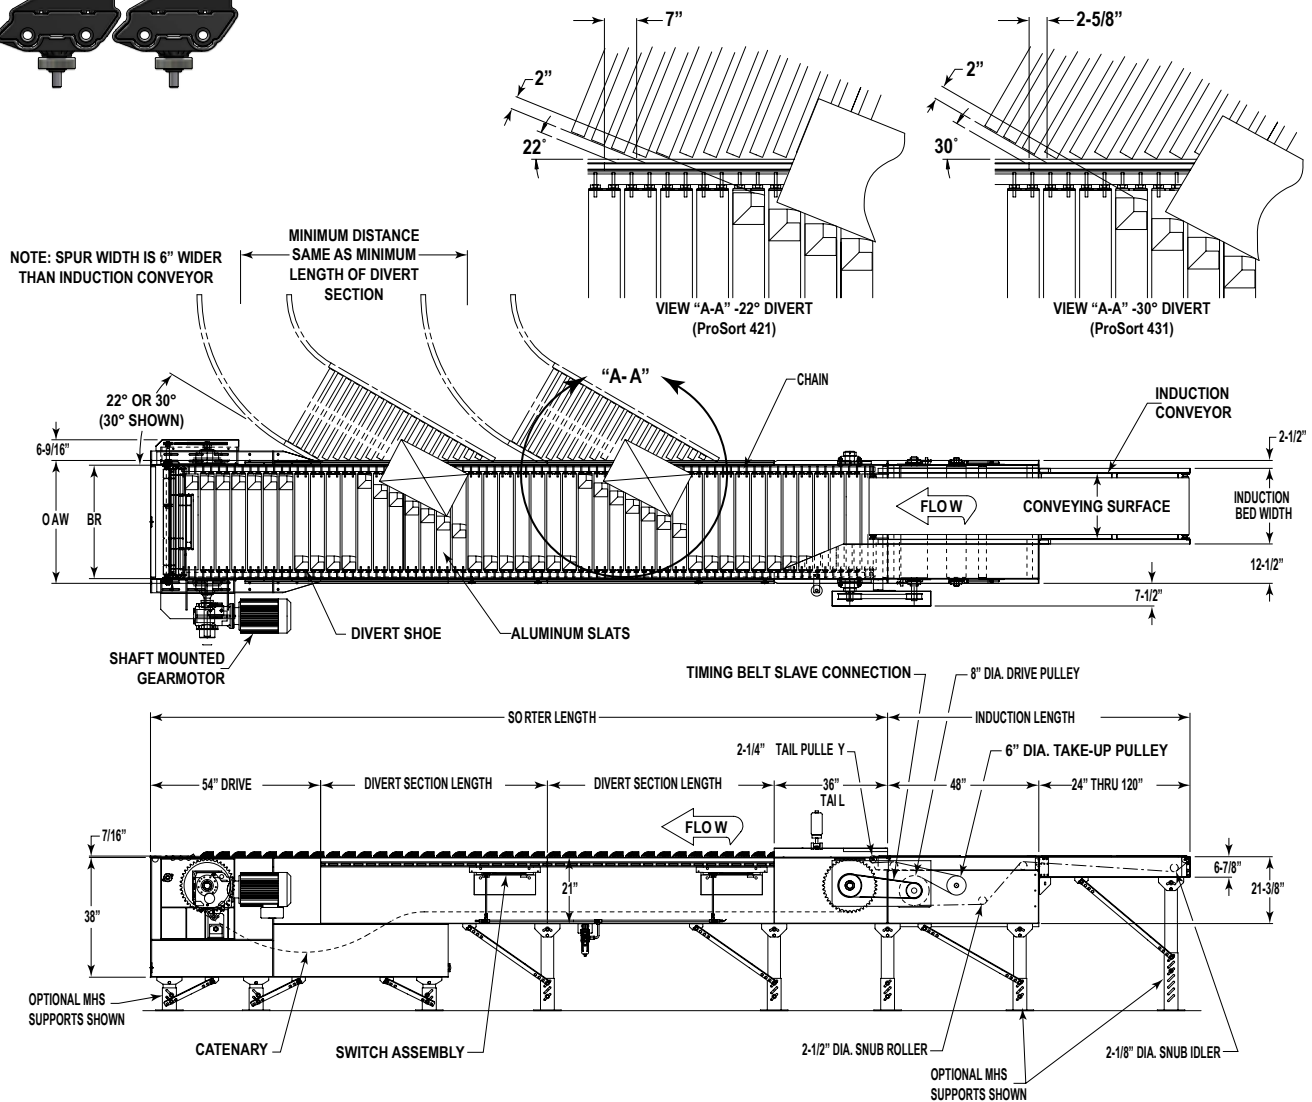 7”
2-5/8”
2”
2”
22°
30°
NOTE: SPUR WIDTH IS 6” WIDER
THAN INDUCTION CONVEYOR
MINIMUM DISTANCE
SAME AS MINIMUM
LENGTH OF DIVERT
SECTION
VIEW “A-A” -22° DIVERT
(ProSort 421)
VIEW “A-A” -30° DIVERT
(ProSort 431)
“A- A”
CHAIN
INDUCTION
CONVEYOR
22° OR 30°
(30° SHOWN)
6-9/16”
2-1/2”
OAW
BR
FLOW
CONVEYING SURFACE
INDUCTION
BED WIDTH
12-1/2”
7-1/2”
DIVERT SHOE
ALUMINUM SLATS
SHAFT MOUNTED
GEARMOTOR
TIMING BELT SLAVE CONNECTION
8” DIA. DRIVE PULLEY
SORTER LENGTH
INDUCTION LENGTH
2-1/4” TAIL PULLEY
6” DIA. TAKE-UP PULLEY
54” DRIVE
DIVERT SECTION LENGTH
DIVERT SECTION LENGTH
36”
TAIL
48”
24” THRU 120”
FLOW
7/16”
6-7/8”
21”
21-3/8”
38”
OPTIONAL MHS
SUPPORTS SHOWN
CATENARY
SWITCH ASSEMBLY
2-1/2” DIA. SNUB ROLLER
2-1/8” DIA. SNUB IDLER
OPTIONAL MHS
SUPPORTS SHOWN